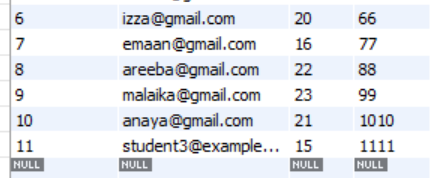 6 izza@gmail.com 20 66
7 emaan@gmail.com 16 77
8 areeba@gmail.com 22 88
9 malaika@gmail.com 23 99
10 anaya@gmail.com 21 1010
11 student3@example... 15 1111
NULL NULL NULL NULL